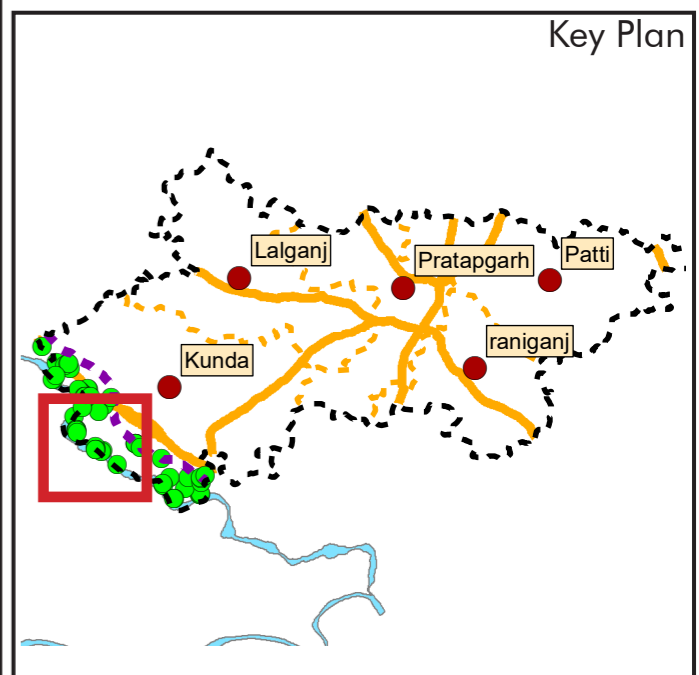 Key Plan
Lalganj
Pratapgarh
Patti
raniganj
Kunda